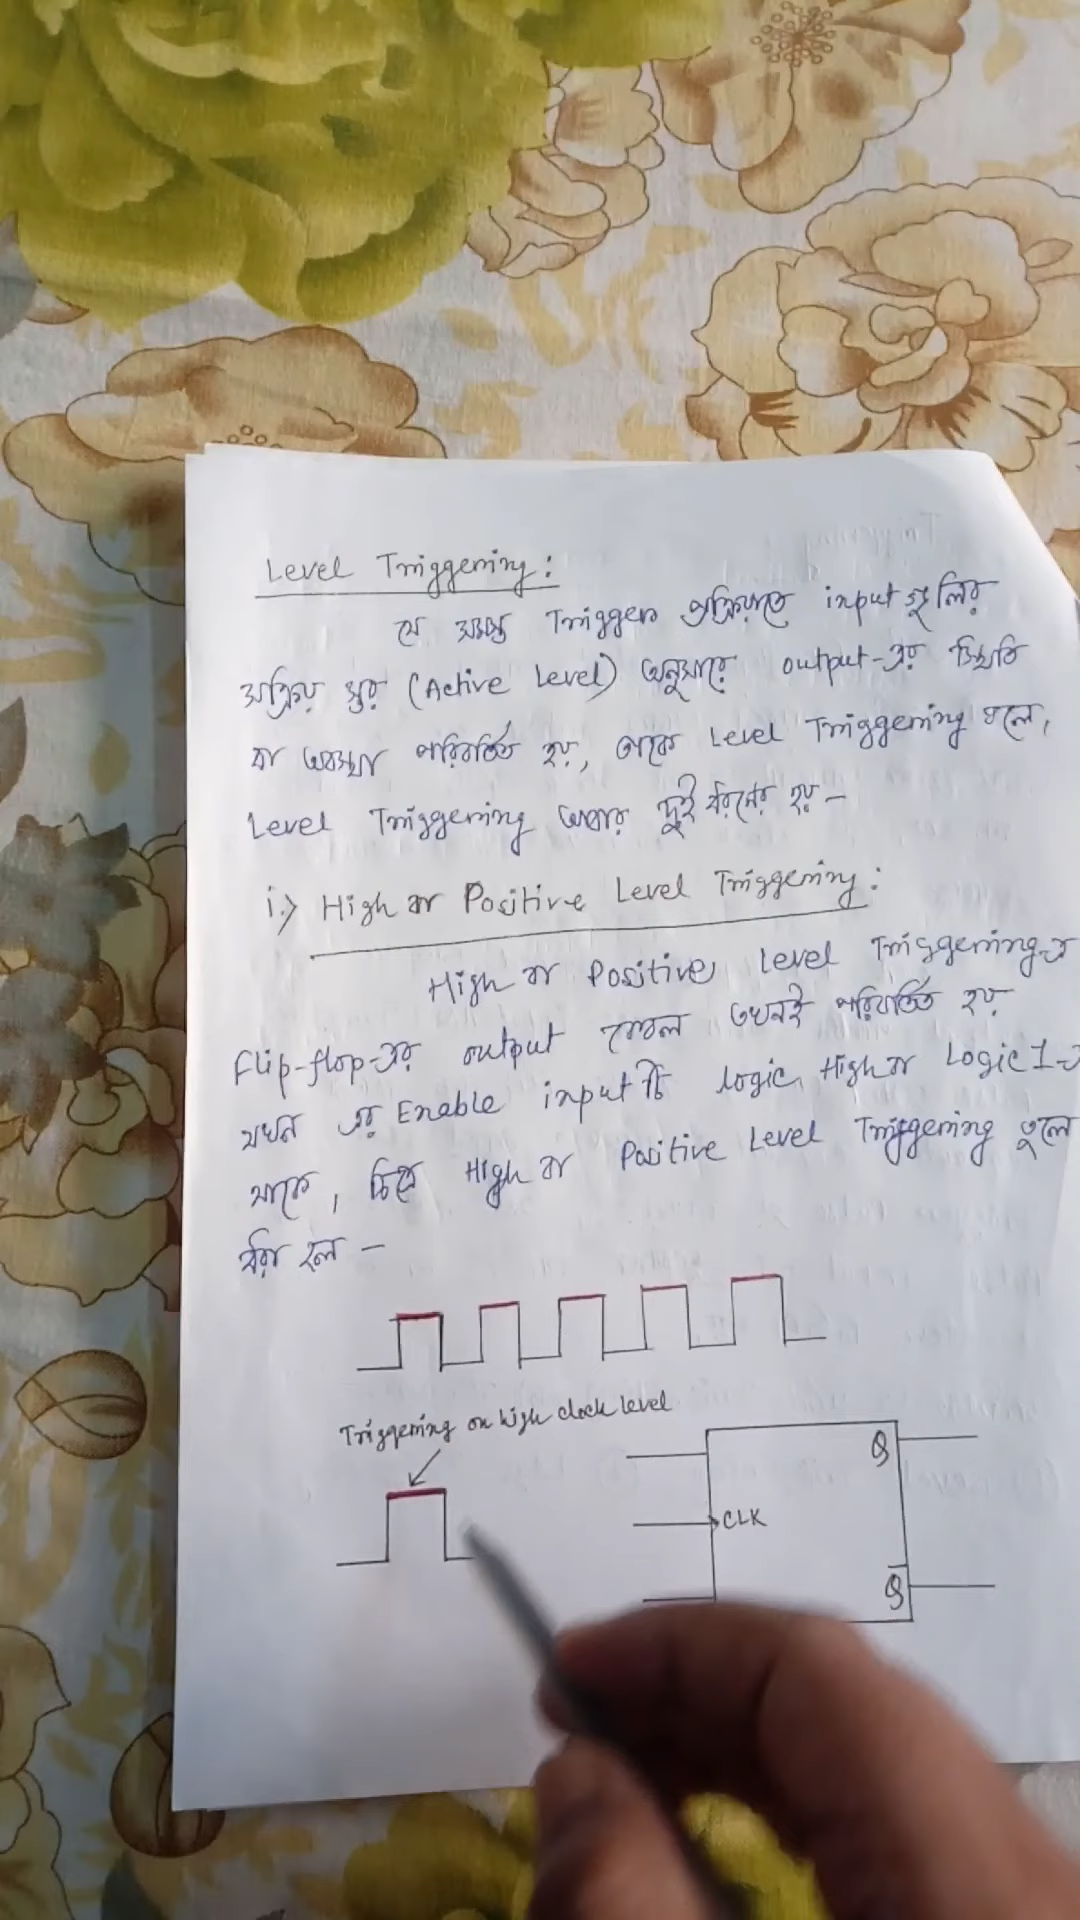 Level Triggering:
যে সমস্ত Trigger প্রক্রিয়াতে input গুলির
সক্রিয় স্তর (Active Level) অনুসারে output-এর স্থিতি
বা অবস্থা পরিবর্তিত হয়, তাকে Level Triggering বলে,
Level Triggering আবার দুই ধরনের হয় -
i.) High or Positive Level Triggering:
High or Positive Level Triggering-এ
Flip-flop-এর output কেবল তখনই পরিবর্তিত হয়
যখন এর Enable input টি logic High or Logic 1-এ
থাকে, চিত্রে High or Positive Level Triggering তুলে
ধরা হল -
Triggering on high clock level
Q
CLK
Q̅